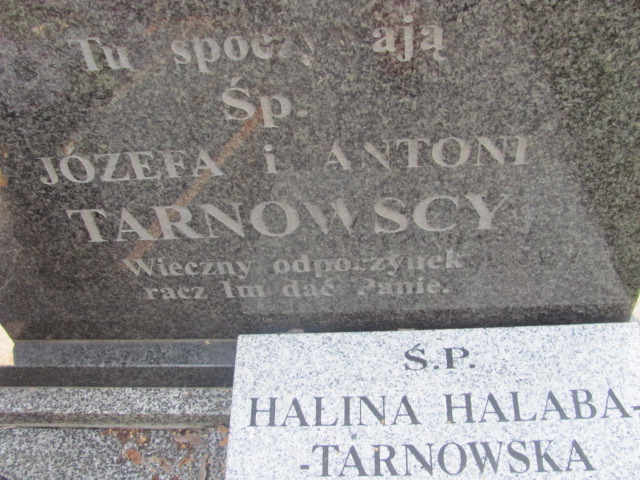 Tu spoczywają
Śp.
JÓZEFA i ANTONI
TARNOWSCY
Wieczny odpoczynek
racz Im dać Panie.
Ś.P.
HALINA HALABA-
-TARNOWSKA